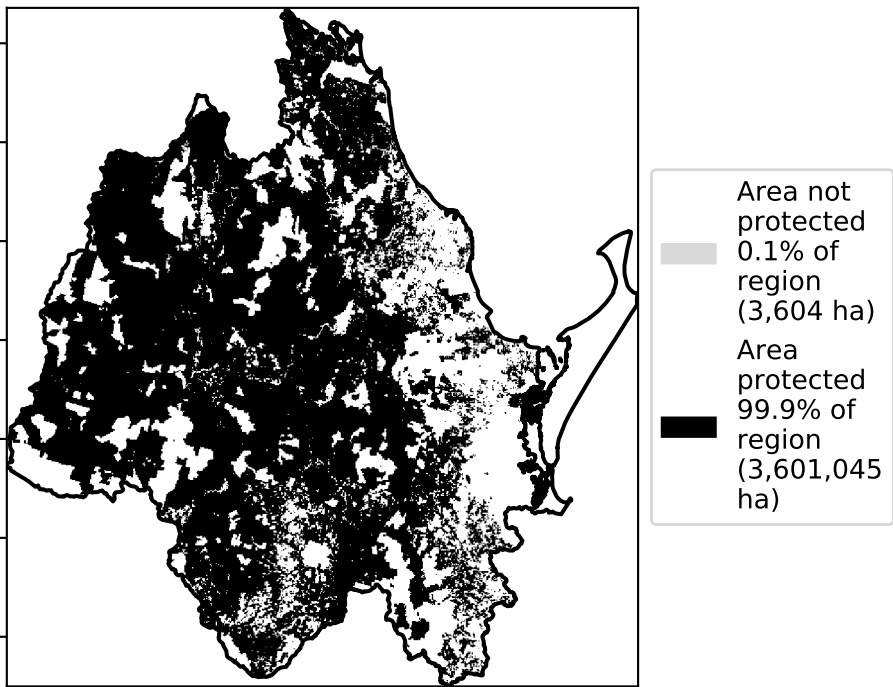 Area not
protected
0.1% of
region
(3,604 ha)
Area
protected
99.9% of
region
(3,601,045
ha)